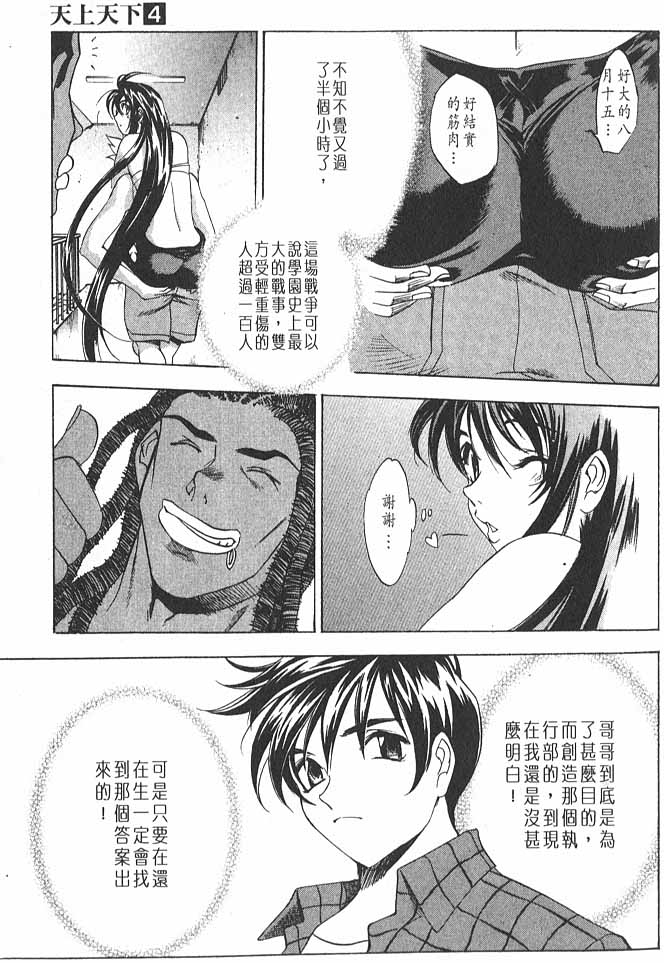 天上天下4
好大的八
月十五…
好結實
的筋肉…
不知不覺又過
了半個小時了，
這場戰爭可以
說學園史上最
大的戰事，雙
方受輕重傷的
人超過一百人
謝謝…
哥哥到底是為
了甚麼目的，
而創造那個執
行部的，到現
在我還是沒甚
麼明白！
可是只要在還
在生一定會找
到那個答案出
來的！